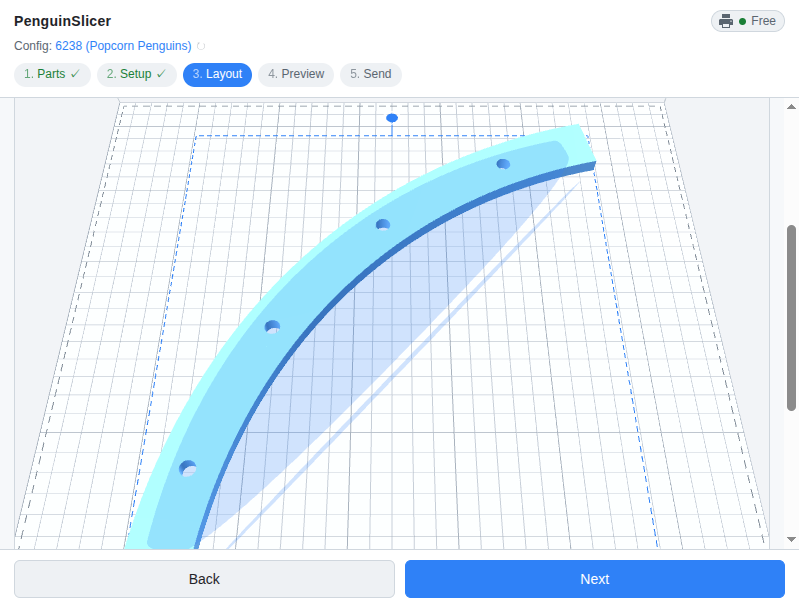 PenguinSlicer
Free
Config: 6238 (Popcorn Penguins)
1. Parts ✓
2. Setup ✓
3. Layout
4. Preview
5. Send
Back
Next